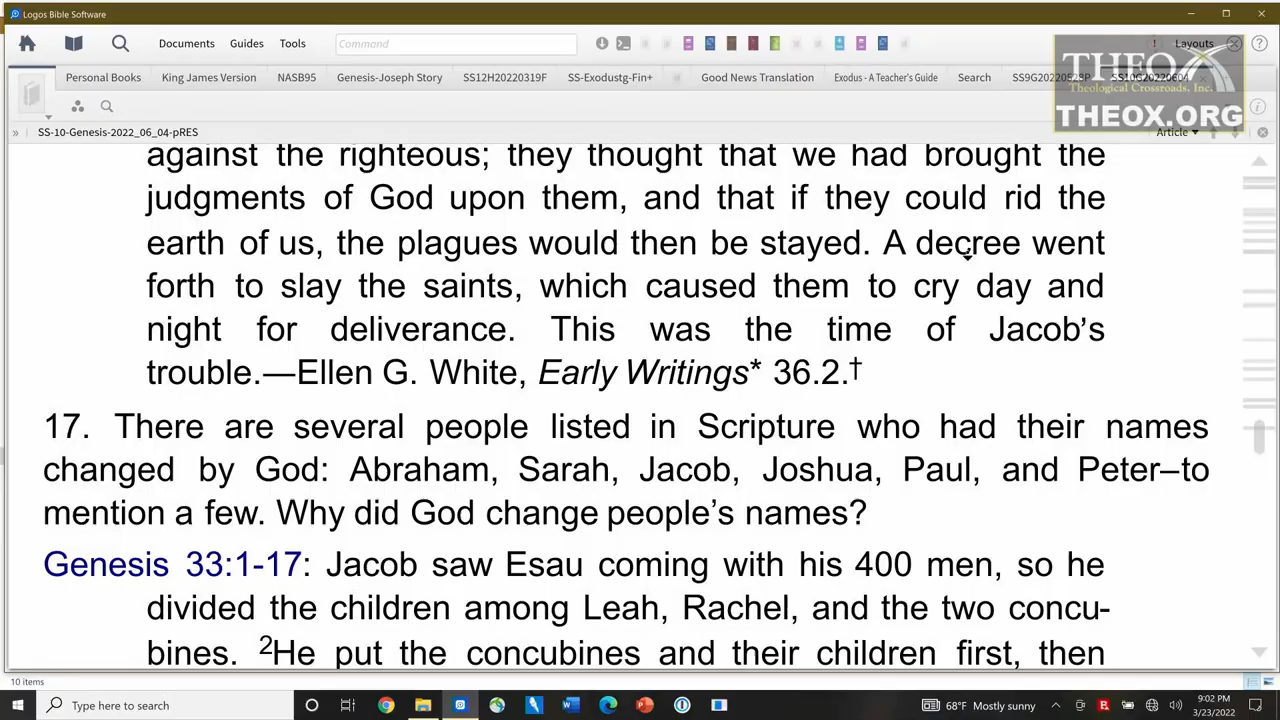 Logos Bible Software
Documents Guides Tools Command Layouts
Personal Books King James Version NASB95 SS12H20220319F SS-Exodustg-Fin+ Good News Translation Exodus - A Teacher's Guide Search
THEOX
Theological Crossroads, Inc.
THEOX.ORG
SS-10-Genesis-2022_06_04-pRES Article
against the righteous; they thought that we had brought the
judgments of God upon them, and that if they could rid the
earth of us, the plagues would then be stayed. A decree went
forth to slay the saints, which caused them to cry day and
night for deliverance. This was the time of Jacob’s
trouble.—Ellen G. White, Early Writings* 36.2.†
17. There are several people listed in Scripture who had their names
changed by God: Abraham, Sarah, Jacob, Joshua, Paul, and Peter–to
mention a few. Why did God change people’s names?
Genesis 33:1-17: Jacob saw Esau coming with his 400 men, so he
divided the children among Leah, Rachel, and the two concu-
bines. 2He put the concubines and their children first, then
10 items
Type here to search 68°F Mostly sunny 9:02 PM
3/23/2022